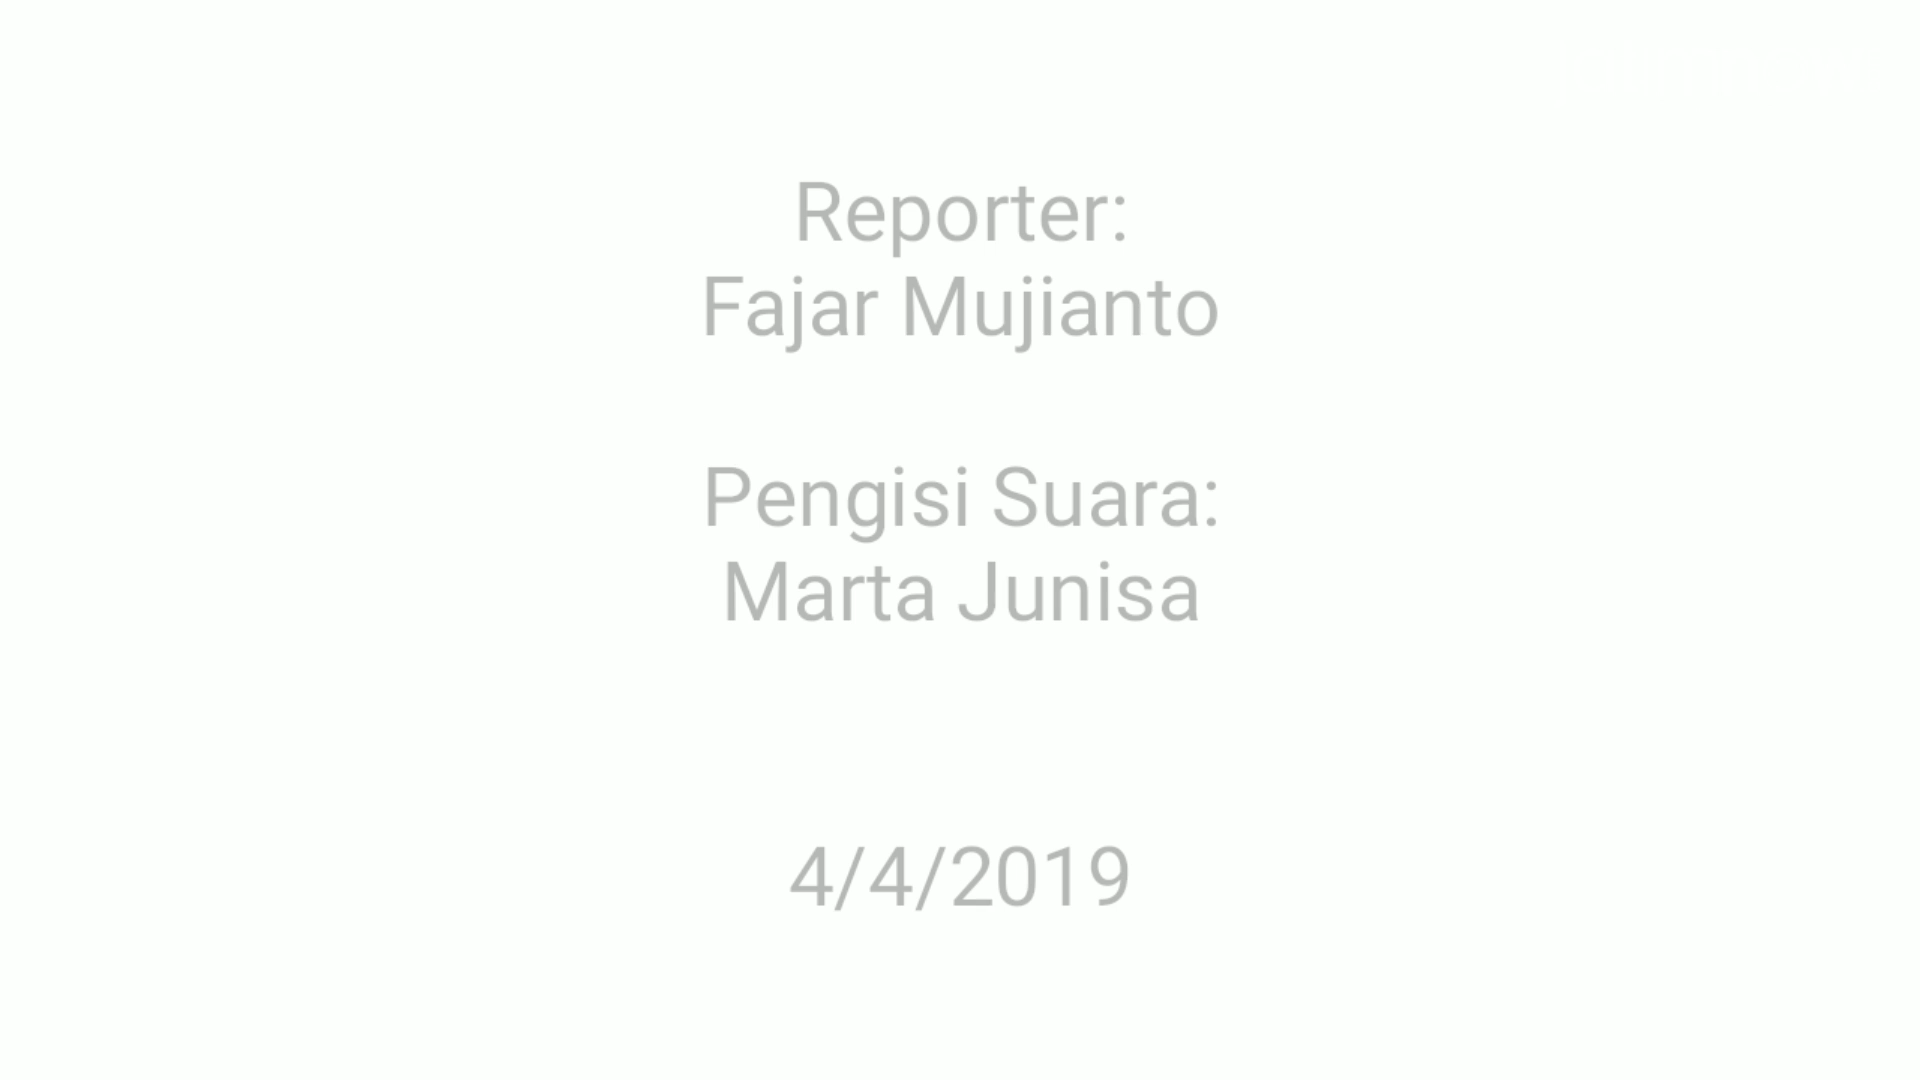 Reporter:
Fajar Mujianto
Pengisi Suara:
Marta Junisa
4/4/2019